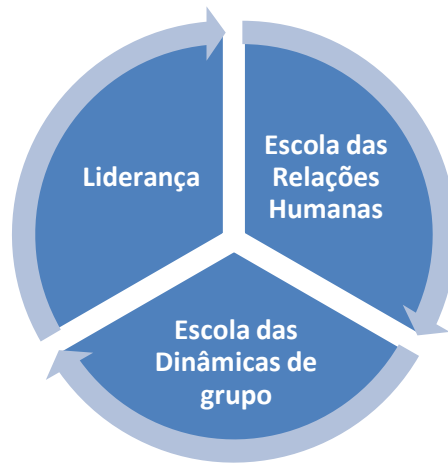 Liderança
Escola das
Relações
Humanas
Escola das
Dinâmicas de
grupo